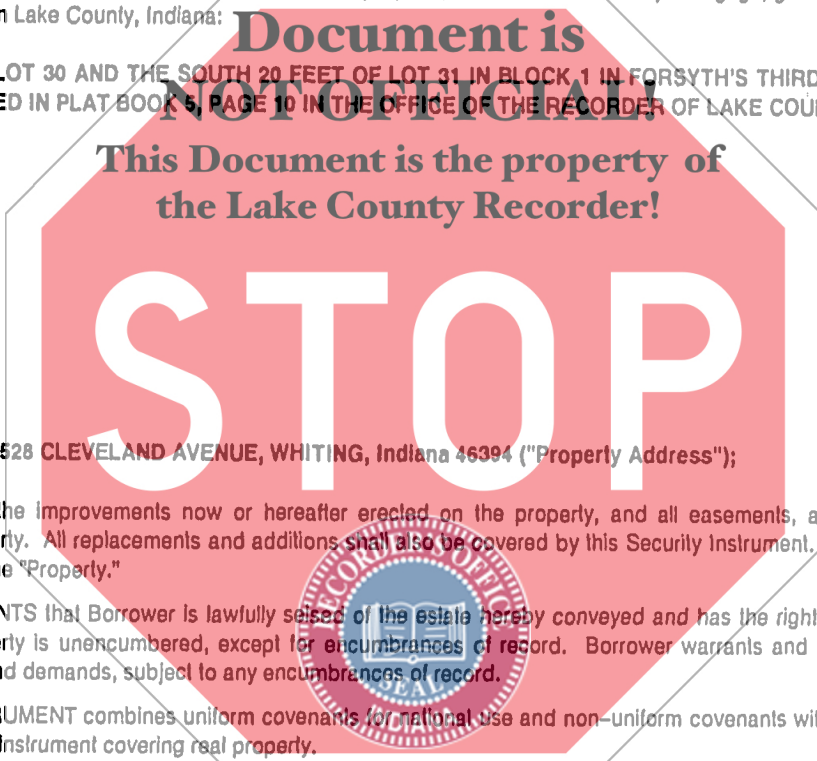 n Lake County, Indiana:
Document is
LOT 30 AND THE SOUTH 20 FEET OF LOT 31 IN BLOCK 1 IN FORSYTH'S THIRD
NOT OFFICIAL!
ED IN PLAT BOOK 5, PAGE 10 IN THE OFFICE OF THE RECORDER OF LAKE COU
This Document is the property of
the Lake County Recorder!
STOP
528 CLEVELAND AVENUE, WHITING, Indiana 46394 ("Property Address");
he improvements now or hereafter erected on the property, and all easements, a
rty. All replacements and additions shall also be covered by this Security Instrument.
e "Property."
NTS that Borrower is lawfully seised of the estate hereby conveyed and has the right
rty is unencumbered, except for encumbrances of record. Borrower warrants and
d demands, subject to any encumbrances of record.
RECORDER'S OFFICE
SEAL
INDIANA
UMENT combines uniform covenants for national use and non-uniform covenants wi
instrument covering real property.